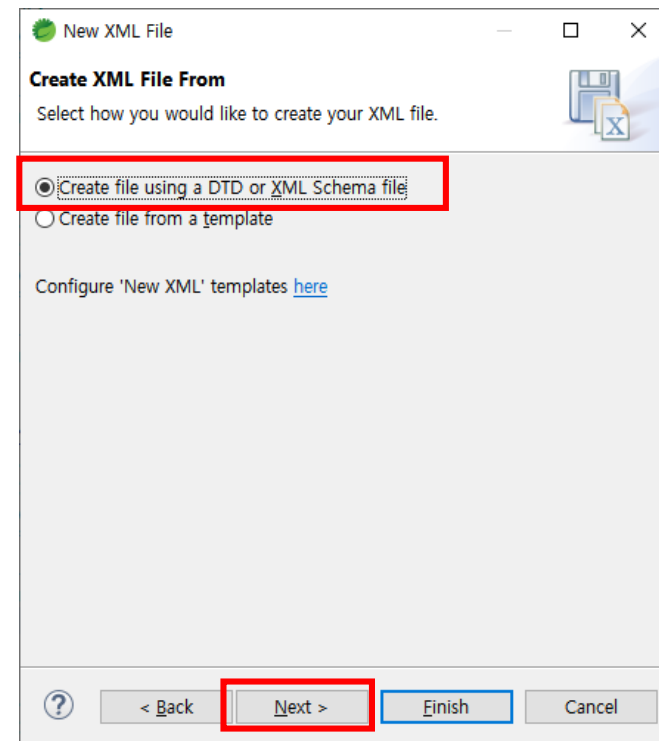 New XML File
Create XML File From
Select how you would like to create your XML file.
X
Create file using a DTD or XML Schema file
Create file from a template
Configure 'New XML' templates here
? < Back Next > Finish Cancel